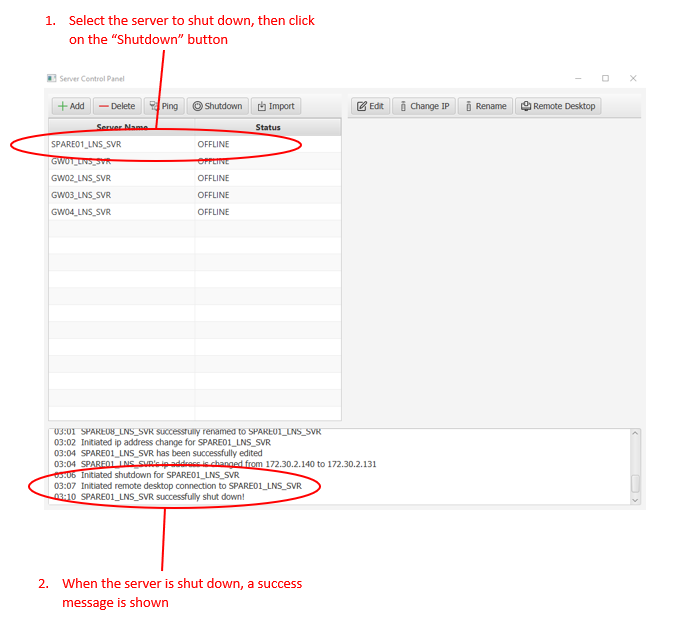 1. Select the server to shut down, then click
on the “Shutdown” button
Server Control Panel
Add Delete Ping Shutdown Import Edit Change IP Rename Remote Desktop
Server Name Status
SPARE01_LNS_SVR OFFLINE
GW01_LNS_SVR OFFLINE
GW02_LNS_SVR OFFLINE
GW03_LNS_SVR OFFLINE
GW04_LNS_SVR OFFLINE
03:01 SPARE08_LNS_SVR successfully renamed to SPARE01_LNS_SVR
03:02 Initiated ip address change for SPARE01_LNS_SVR
03:04 SPARE01_LNS_SVR has been successfully edited
03:04 SPARE01_LNS_SVR's ip address is changed from 172.30.2.140 to 172.30.2.131
03:06 Initiated shutdown for SPARE01_LNS_SVR
03:07 Initiated remote desktop connection to SPARE01_LNS_SVR
03:10 SPARE01_LNS_SVR successfully shut down!
2. When the server is shut down, a success
message is shown